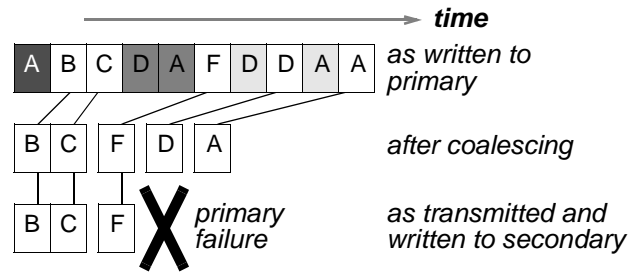 time
A B C D A F D D A A as written to
primary
B C F D A after coalescing
B C F primary as transmitted and
failure written to secondary